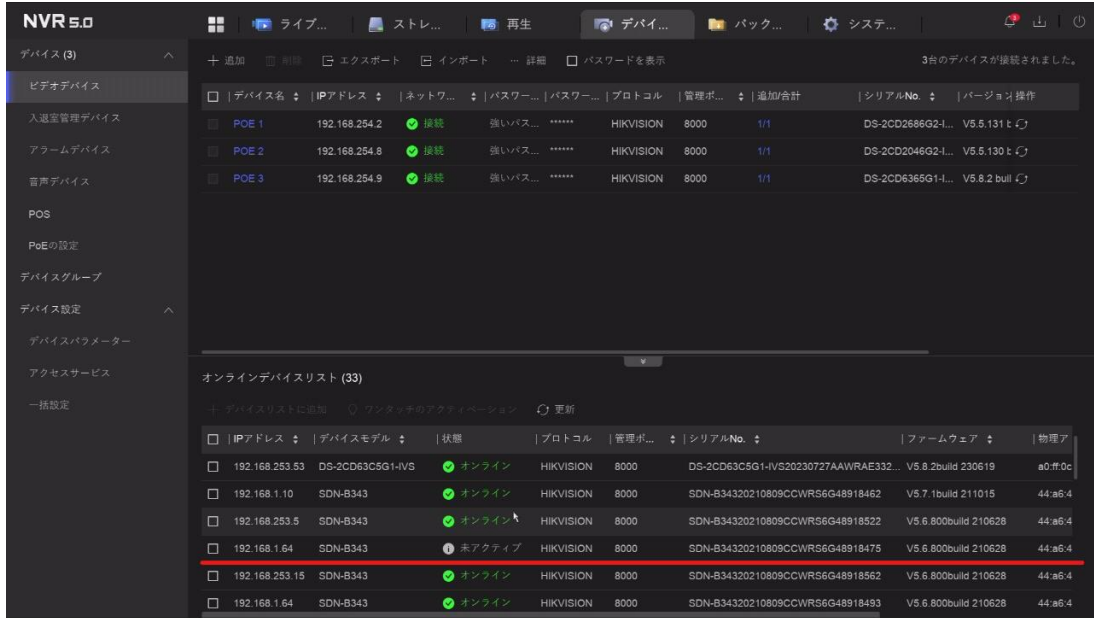 NVR 5.0
ライブ... ストレ... 再生 デバイ... バック... システ...
デバイス (3)
ビデオデバイス
入退室管理デバイス
アラームデバイス
音声デバイス
POS
PoEの設定
デバイスグループ
デバイス設定
デバイスパラメーター
アクセスサービス
一括設定
追加 削除 エクスポート インポート ... 詳細 パスワードを表示 3台のデバイスが接続されました。
デバイス名 IPアドレス ネットワ... パスワー... パスワー... プロトコル 管理ポ... 追加/合計 シリアルNo. バージョン 操作
POE 1 192.168.254.2 接続 強いパス... ****** HIKVISION 8000 1/1 DS-2CD2686G2-I... V5.5.131 b
POE 2 192.168.254.8 接続 強いパス... ****** HIKVISION 8000 1/1 DS-2CD2046G2-I... V5.5.130 b
POE 3 192.168.254.9 接続 強いパス... ****** HIKVISION 8000 1/1 DS-2CD6365G1-I... V5.8.2 buil
オンラインデバイスリスト (33)
デバイスリストに追加 ワンタッチのアクティベーション 更新
IPアドレス デバイスモデル 状態 プロトコル 管理ポ... シリアルNo. ファームウェア 物理ア
192.168.253.53 DS-2CD63C5G1-IVS オンライン HIKVISION 8000 DS-2CD63C5G1-IVS20230727AAWRAE332... V5.8.2build 230619 a0:ff:0c
192.168.1.10 SDN-B343 オンライン HIKVISION 8000 SDN-B34320210809CCWRS6G48918462 V5.7.1build 211015 44:a6:4
192.168.253.5 SDN-B343 オンライン HIKVISION 8000 SDN-B34320210809CCWRS6G48918522 V5.6.800build 210628 44:a6:4
192.168.1.64 SDN-B343 未アクティブ HIKVISION 8000 SDN-B34320210809CCWRS6G48918475 V5.6.800build 210628 44:a6:4
192.168.253.15 SDN-B343 オンライン HIKVISION 8000 SDN-B34320210809CCWRS6G48918562 V5.6.800build 210628 44:a6:4
192.168.1.64 SDN-B343 オンライン HIKVISION 8000 SDN-B34320210809CCWRS6G48918493 V5.6.800build 210628 44:a6:4